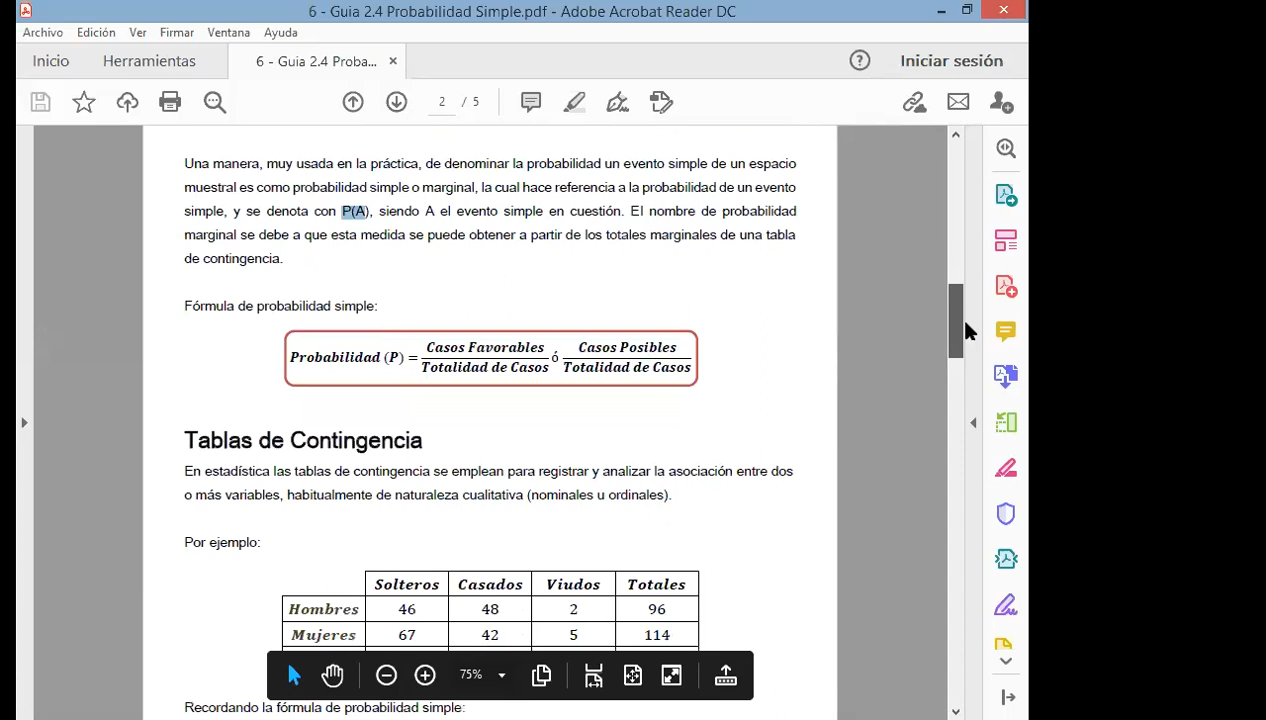 6 - Guia 2.4 Probabilidad Simple.pdf - Adobe Acrobat Reader DC
Archivo Edición Ver Firmar Ventana Ayuda
Inicio Herramientas 6 - Guia 2.4 Proba... × ? Iniciar sesión
2 / 5
Una manera, muy usada en la práctica, de denominar la probabilidad un evento simple de un espacio
muestral es como probabilidad simple o marginal, la cual hace referencia a la probabilidad de un evento
simple, y se denota con P(A), siendo A el evento simple en cuestión. El nombre de probabilidad
marginal se debe a que esta medida se puede obtener a partir de los totales marginales de una tabla
de contingencia.
Fórmula de probabilidad simple:
Probabilidad (P) = Casos Favorables / Totalidad de Casos ó Casos Posibles / Totalidad de Casos
Tablas de Contingencia
En estadística las tablas de contingencia se emplean para registrar y analizar la asociación entre dos
o más variables, habitualmente de naturaleza cualitativa (nominales u ordinales).
Por ejemplo:
Solteros Casados Viudos Totales
Hombres 46 48 2 96
Mujeres 67 42 5 114
75%
Recordando la fórmula de probabilidad simple: